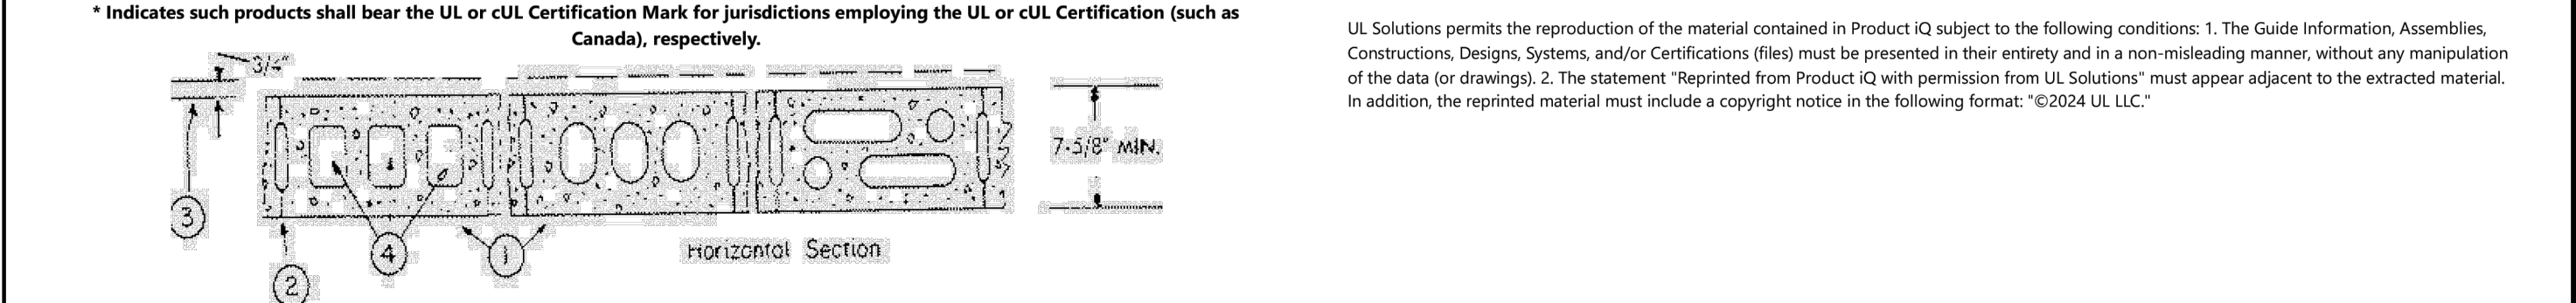 * Indicates such products shall bear the UL or cUL Certification Mark for jurisdictions employing the UL or cUL Certification (such as
Canada), respectively.
3/4"
7-5/8" MIN.
3
4
1
Horizontal Section
2
UL Solutions permits the reproduction of the material contained in Product iQ subject to the following conditions: 1. The Guide Information, Assemblies,
Constructions, Designs, Systems, and/or Certifications (files) must be presented in their entirety and in a non-misleading manner, without any manipulation
of the data (or drawings). 2. The statement "Reprinted from Product iQ with permission from UL Solutions" must appear adjacent to the extracted material.
In addition, the reprinted material must include a copyright notice in the following format: "©2024 UL LLC."